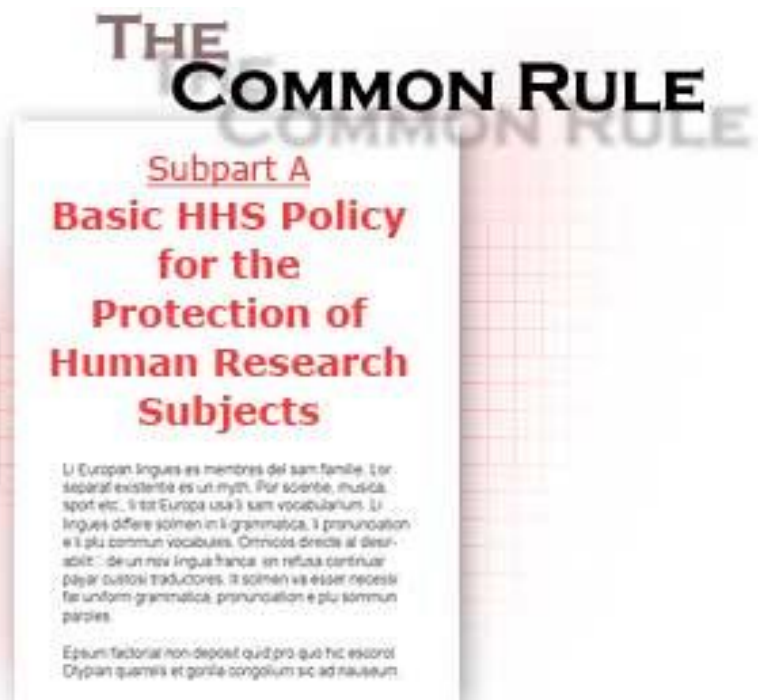 THE
COMMON RULE
Subpart A
Basic HHS Policy
for the
Protection of
Human Research
Subjects
Li Europan lingues es membres del sam familie. Lor
separat existentie es un myth. Por scientie, musica,
sport etc., li tot Europa usa li sam vocabularium. Li
lingues differe solmen in li grammatica, li pronunciation
e li plu commun vocabules. Omnicos directe al desir-
abilit de un nov lingua franca: on refusa continuar
payar custosi traductores. It solmen va esser necessi
far uniform grammatica, pronunciation e plu sommun
paroles.
Epsum factorial non deposit quid pro quo hic escorol.
Olypian quarrels et gorilla congolium sic ad nauseum.